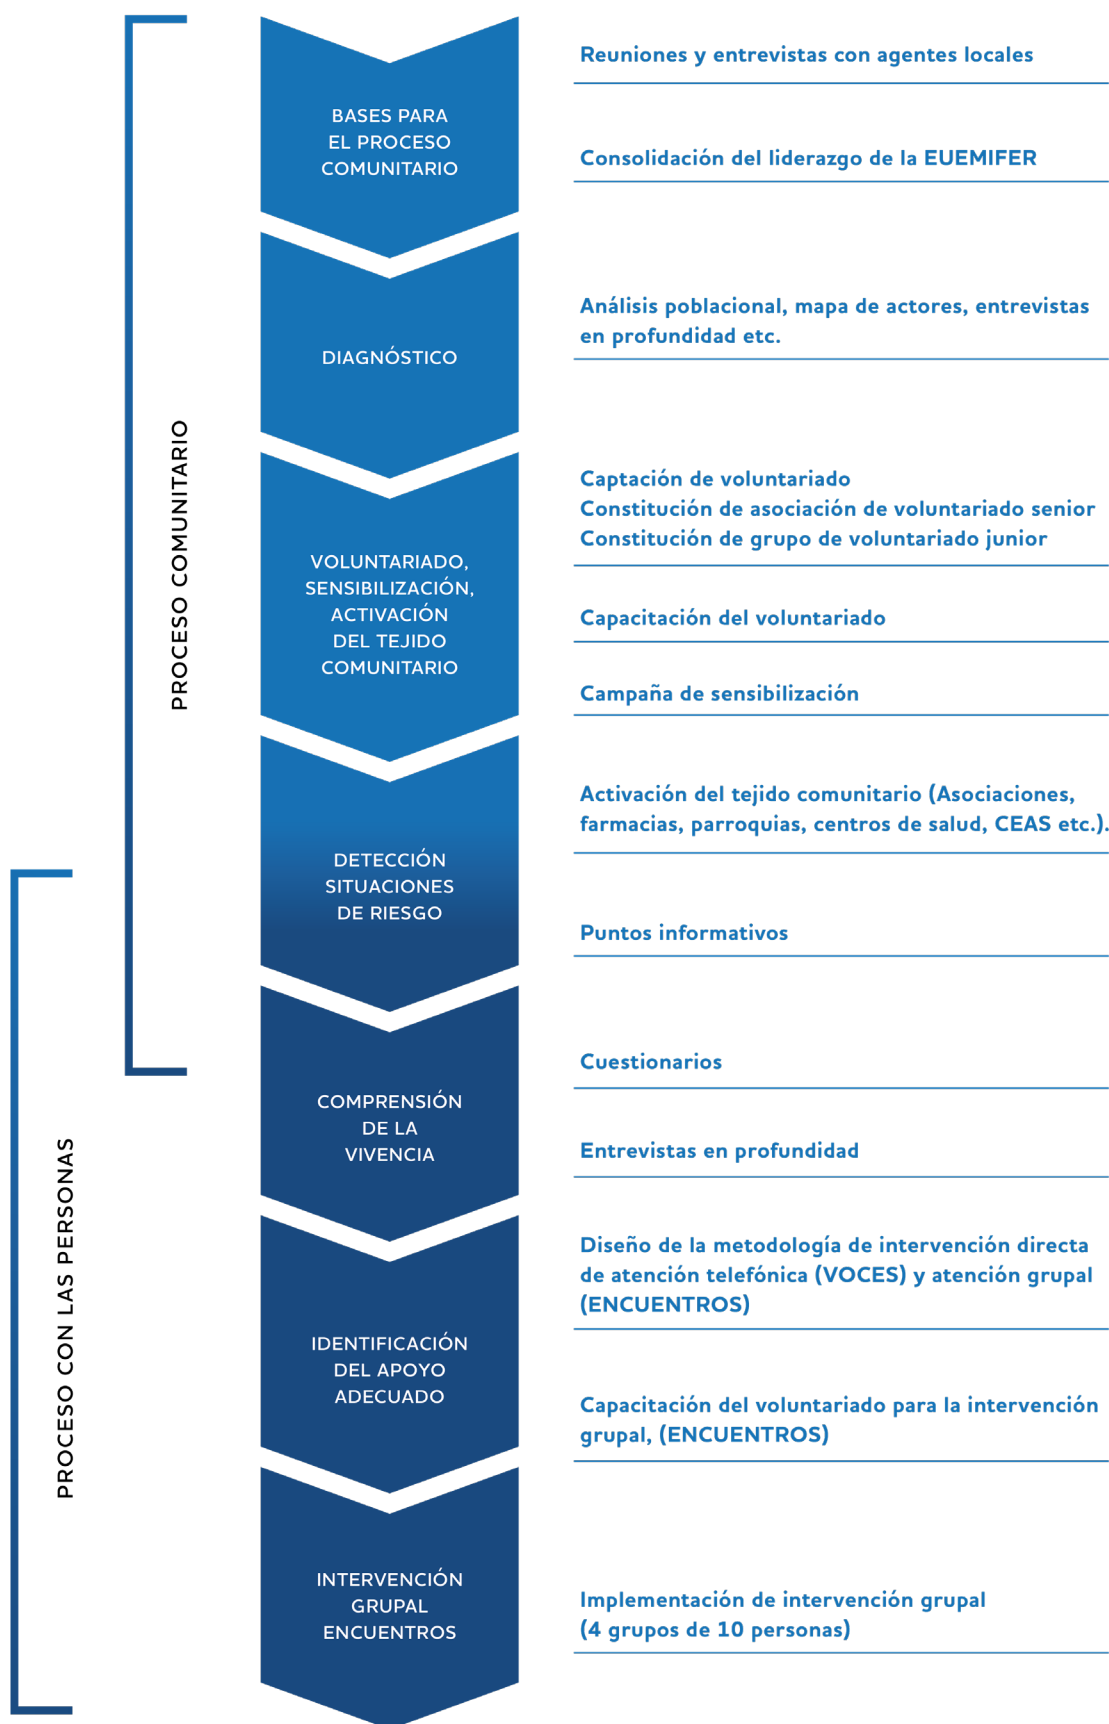 PROCESO COMUNITARIO
PROCESO CON LAS PERSONAS
BASES PARA
EL PROCESO
COMUNITARIO
Reuniones y entrevistas con agentes locales
Consolidación del liderazgo de la EUEMIFER
DIAGNÓSTICO
Análisis poblacional, mapa de actores, entrevistas
en profundidad etc.
VOLUNTARIADO,
SENSIBILIZACIÓN,
ACTIVACIÓN
DEL TEJIDO
COMUNITARIO
Captación de voluntariado
Constitución de asociación de voluntariado senior
Constitución de grupo de voluntariado junior
Capacitación del voluntariado
Campaña de sensibilización
DETECCIÓN
SITUACIONES
DE RIESGO
Activación del tejido comunitario (Asociaciones,
farmacias, parroquias, centros de salud, CEAS etc.).
Puntos informativos
COMPRENSIÓN
DE LA
VIVENCIA
Cuestionarios
Entrevistas en profundidad
IDENTIFICACIÓN
DEL APOYO
ADECUADO
Diseño de la metodología de intervención directa
de atención telefónica (VOCES) y atención grupal
(ENCUENTROS)
Capacitación del voluntariado para la intervención
grupal, (ENCUENTROS)
INTERVENCIÓN
GRUPAL
ENCUENTROS
Implementación de intervención grupal
(4 grupos de 10 personas)